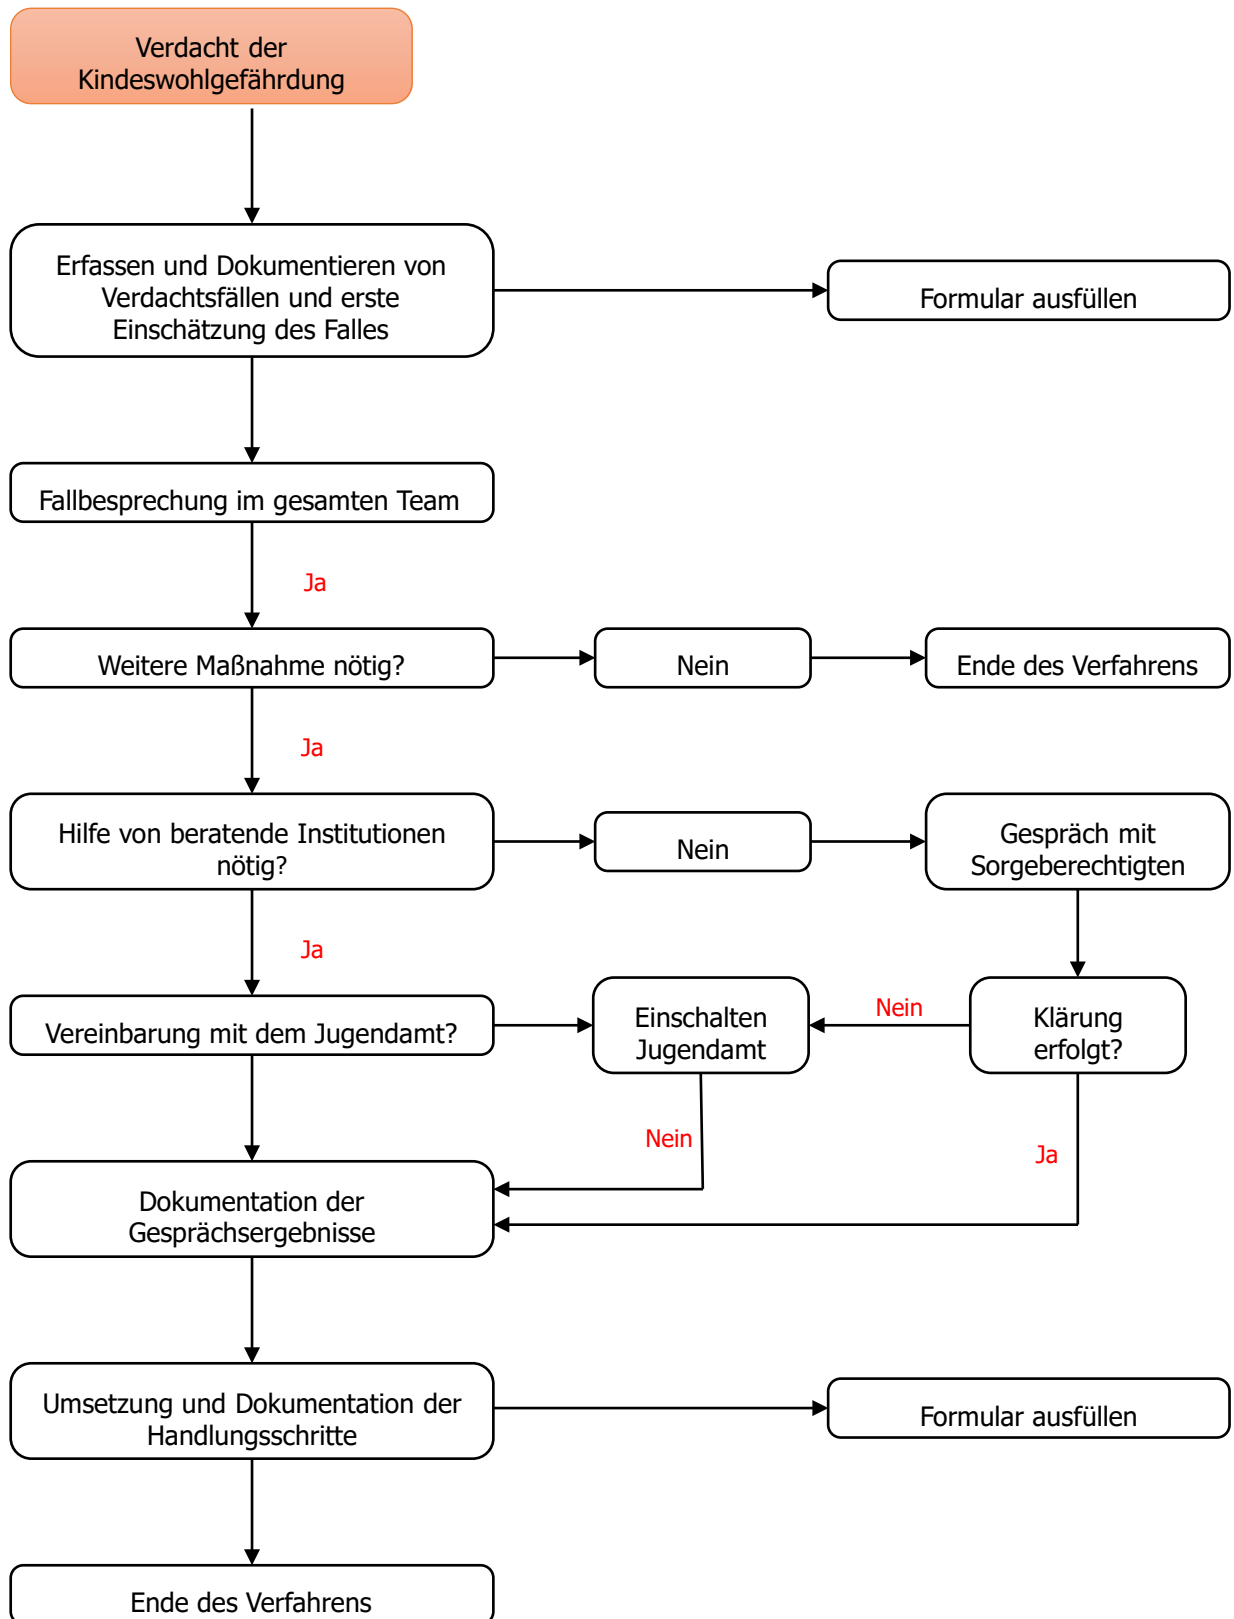 Verdacht der
Kindeswohlgefährdung
Erfassen und Dokumentieren von
Verdachtsfällen und erste
Einschätzung des Falles
Formular ausfüllen
Fallbesprechung im gesamten Team
Ja
Weitere Maßnahme nötig?
Nein
Ende des Verfahrens
Ja
Hilfe von beratende Institutionen
nötig?
Nein
Gespräch mit
Sorgeberechtigten
Ja
Vereinbarung mit dem Jugendamt?
Einschalten
Jugendamt
Nein
Klärung
erfolgt?
Nein
Ja
Dokumentation der
Gesprächsergebnisse
Umsetzung und Dokumentation der
Handlungsschritte
Formular ausfüllen
Ende des Verfahrens